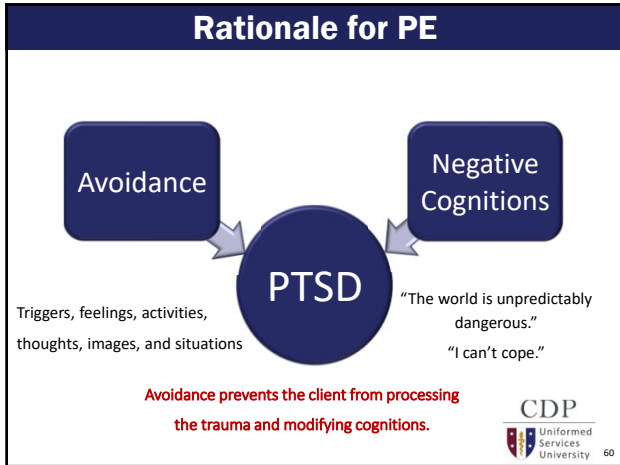 Rationale for PE
Avoidance
Negative
Cognitions
PTSD
Triggers, feelings, activities,
thoughts, images, and situations
“The world is unpredictably
dangerous.”
“I can’t cope.”
Avoidance prevents the client from processing
the trauma and modifying cognitions.
CDP
Uniformed
Services
University
60